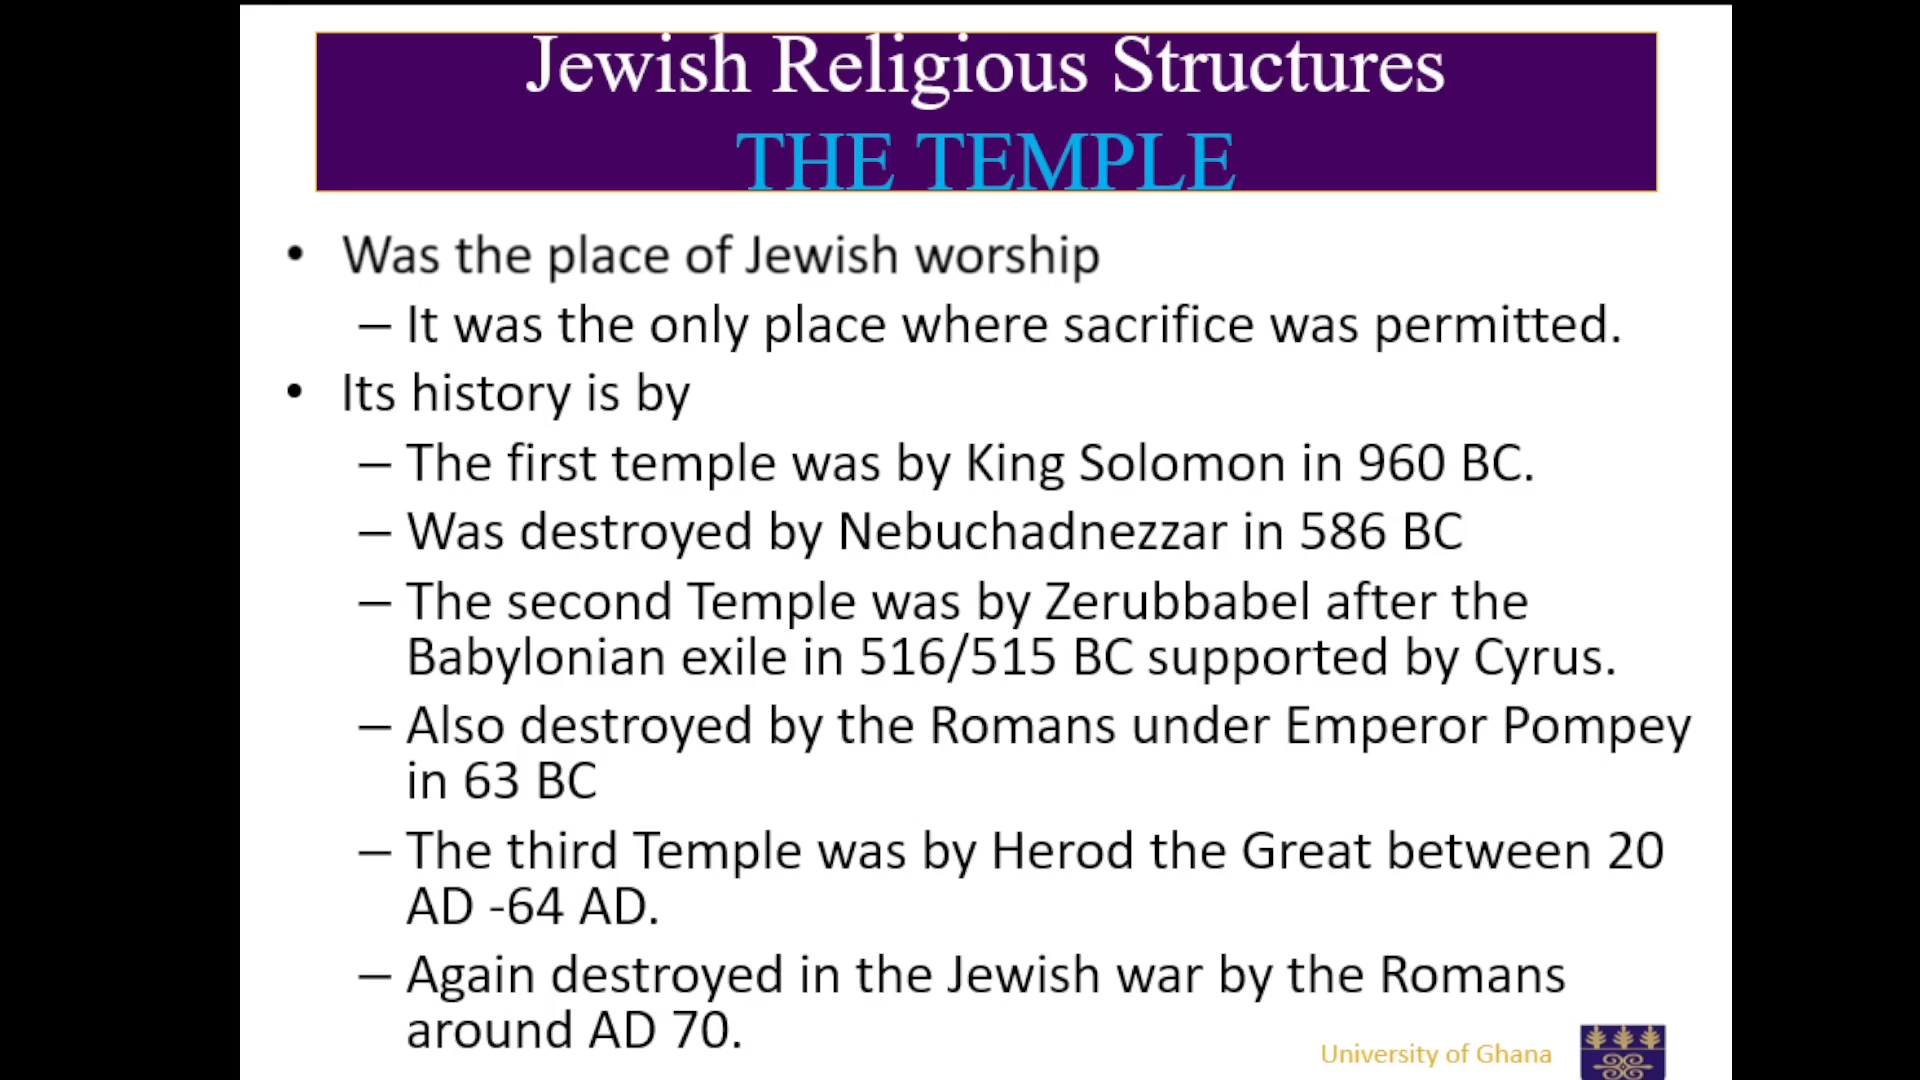 Jewish Religious Structures
THE TEMPLE
• Was the place of Jewish worship
– It was the only place where sacrifice was permitted.
• Its history is by
– The first temple was by King Solomon in 960 BC.
– Was destroyed by Nebuchadnezzar in 586 BC
– The second Temple was by Zerubbabel after the
Babylonian exile in 516/515 BC supported by Cyrus.
– Also destroyed by the Romans under Emperor Pompey
in 63 BC
– The third Temple was by Herod the Great between 20
AD -64 AD.
– Again destroyed in the Jewish war by the Romans
around AD 70.
University of Ghana